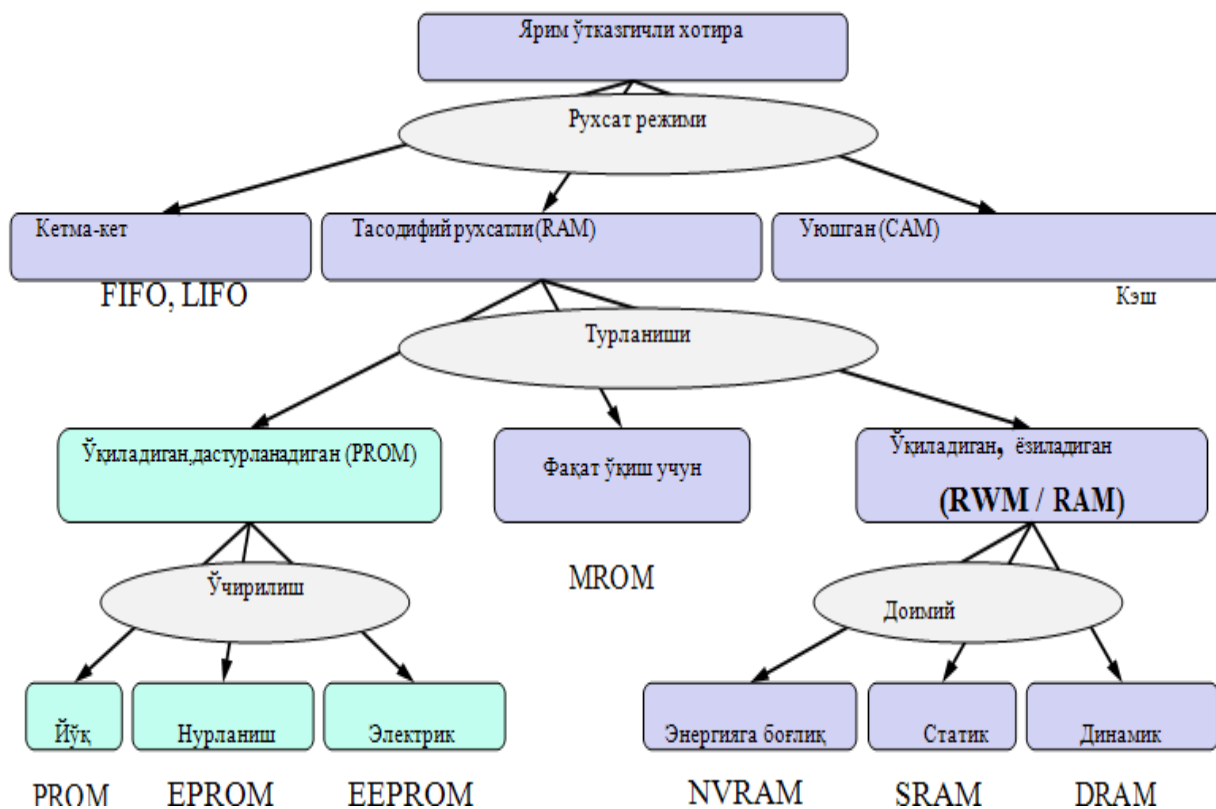 Ярим ўтказгичли хотира
Рухсат режими
Кетма-кет
Тасодифий рухсатли(RAM)
Уюшган (CAM)
FIFO, LIFO
Кэш
Турланиши
Ўқиладиган,дастурланадиган (PROM)
Фақат ўқиш учун
Ўқиладиган, ёзиладиган
(RWM / RAM)
MROM
Ўчирилиш
Доимий
Йўқ
Нурланиш
Электрик
Энергияга боғлиқ
Статик
Динамик
PROM
EPROM
EEPROM
NVRAM
SRAM
DRAM